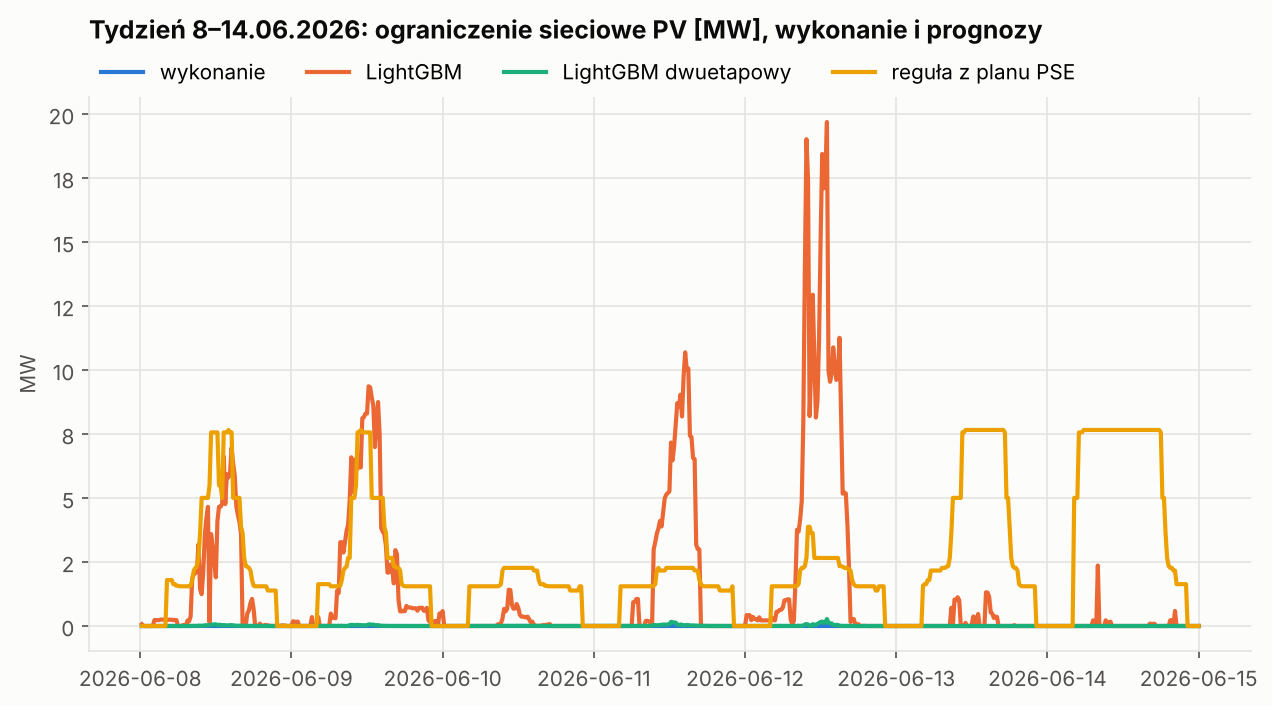 Tydzień 8–14.06.2026: ograniczenie sieciowe PV [MW], wykonanie i prognozy
wykonanie LightGBM LightGBM dwuetapowy reguła z planu PSE
20
18
15
12
10
8
5
2
0
MW
2026-06-08 2026-06-09 2026-06-10 2026-06-11 2026-06-12 2026-06-13 2026-06-14 2026-06-15